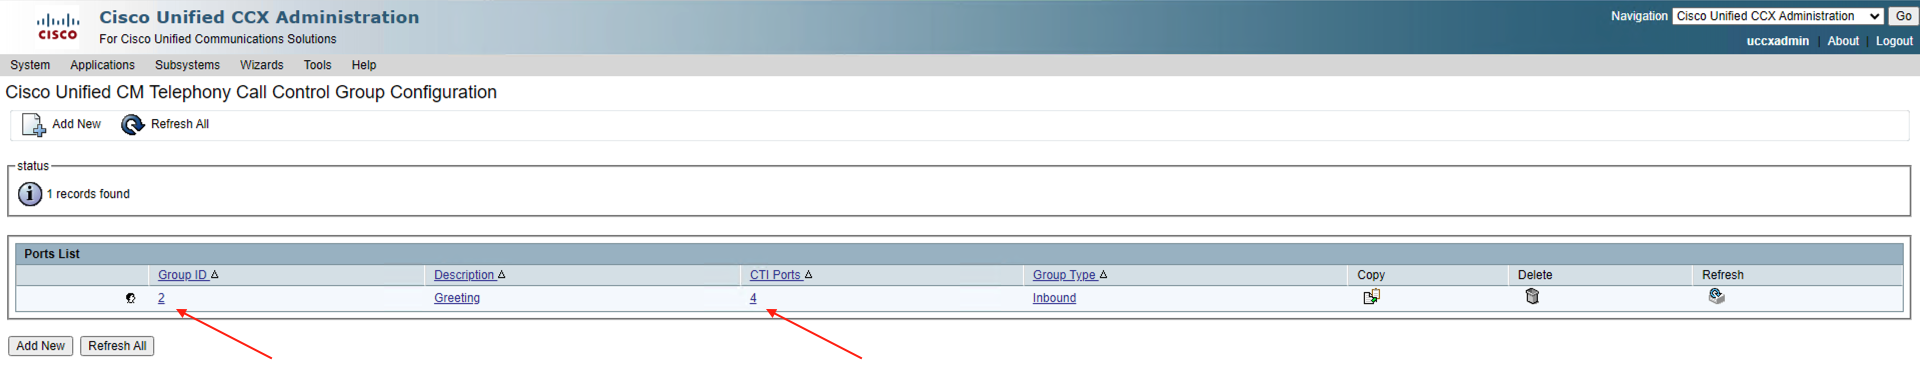 Cisco Unified CCX Administration
For Cisco Unified Communications Solutions
CISCO
Navigation Cisco Unified CCX Administration Go
uccxadmin | About | Logout
System Applications Subsystems Wizards Tools Help
Cisco Unified CM Telephony Call Control Group Configuration
Add New Refresh All
status
1 records found
Ports List
Group ID Description CTI Ports Group Type Copy Delete Refresh
2 Greeting 4 Inbound
Add New Refresh All